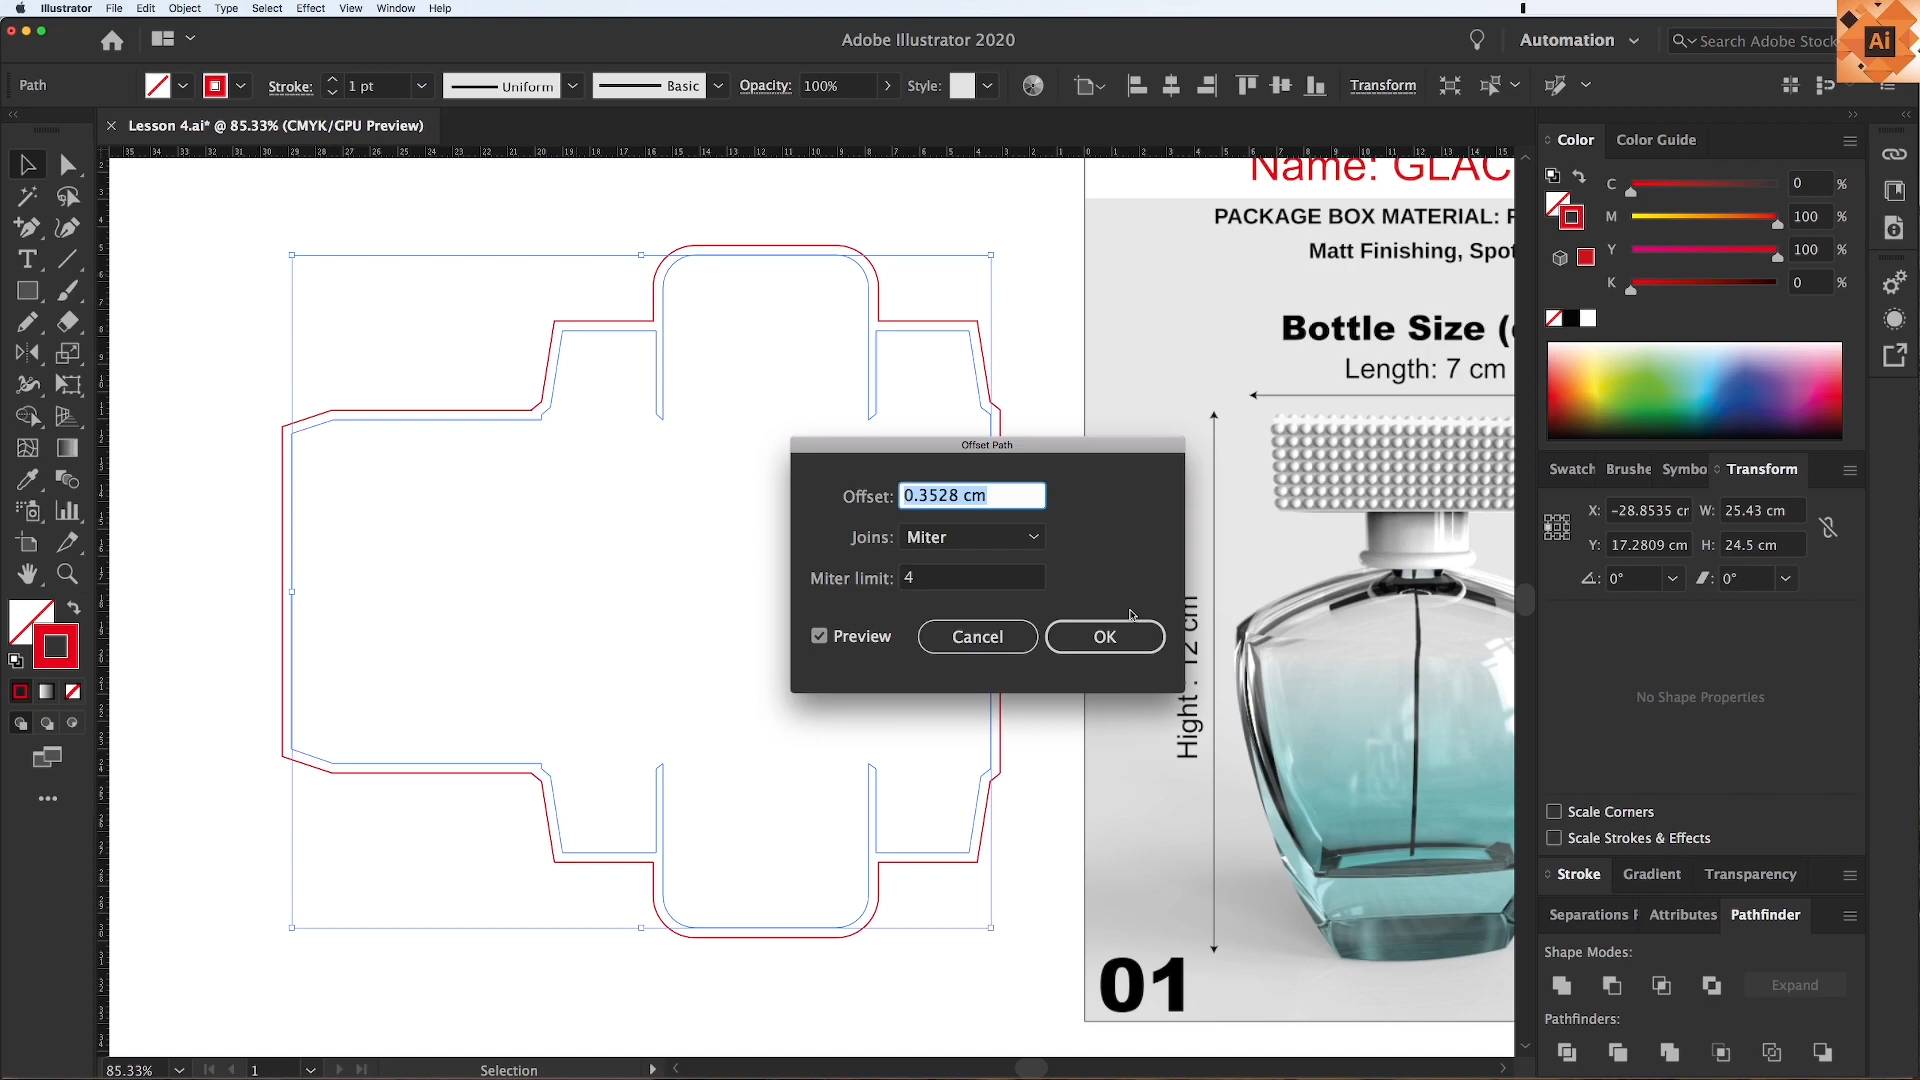 Illustrator File Edit Object Type Select Effect View Window Help
Adobe Illustrator 2020
Automation
Search Adobe Stock
Ai
Path
Stroke:
1 pt
Uniform
Basic
Opacity:
100%
Style:
Transform
Lesson 4.ai* @ 85.33% (CMYK/GPU Preview)
Name: GLAC
PACKAGE BOX MATERIAL:
Matt Finishing, Spot
Bottle Size (
Length: 7 cm
Hight : 12 cm
01
Offset Path
Offset:
0.3528 cm
Joins:
Miter
Miter limit:
4
Preview
Cancel
OK
Color
Color Guide
C 0 %
M 100 %
Y 100 %
K 0 %
Swatch Brushe Symbo Transform
X: -28.8535 cm W: 25.43 cm
Y: 17.2809 cm H: 24.5 cm
0° 0°
No Shape Properties
Scale Corners
Scale Strokes & Effects
Stroke Gradient Transparency
Separations Attributes Pathfinder
Shape Modes:
Expand
Pathfinders:
85.33%
1
Selection